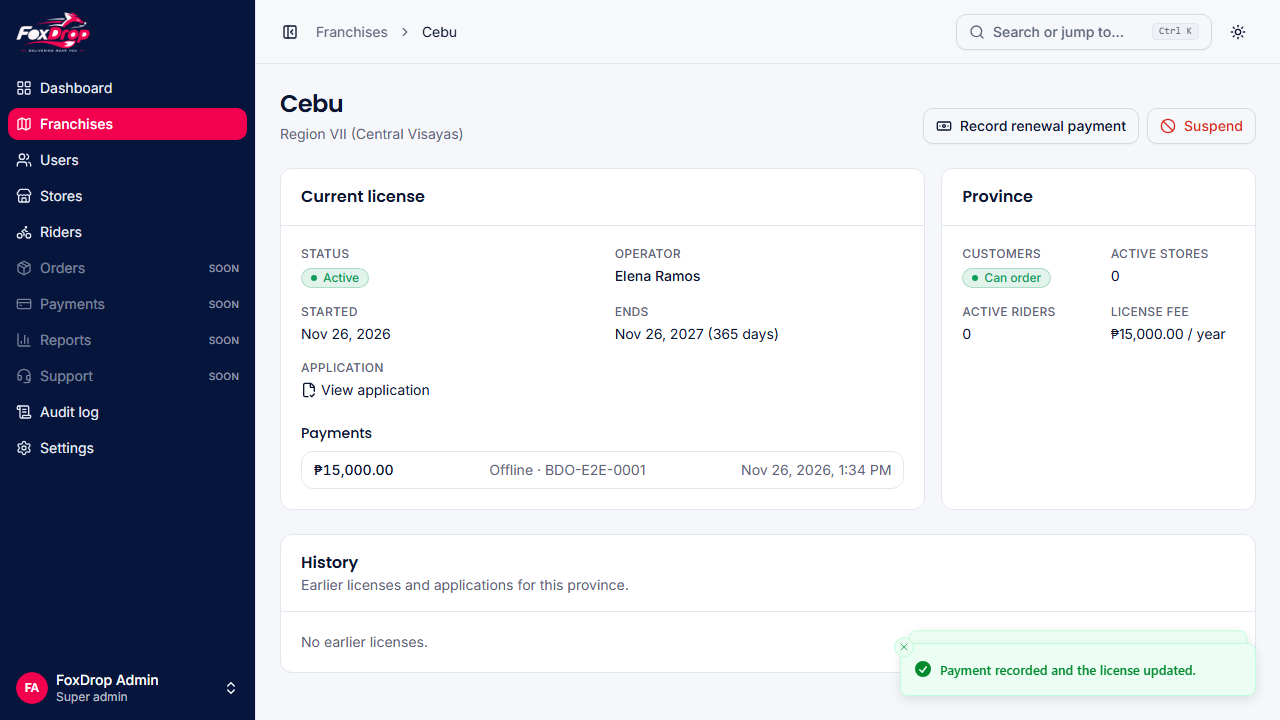 FoxDrop
DELIVERING NEAR YOU
Dashboard
Franchises
Users
Stores
Riders
Orders SOON
Payments SOON
Reports SOON
Support SOON
Audit log
Settings
FA
FoxDrop Admin
Super admin
Franchises > Cebu
Search or jump to... Ctrl K
Cebu
Region VII (Central Visayas)
Record renewal payment
Suspend
Current license
STATUS
Active
OPERATOR
Elena Ramos
STARTED
Nov 26, 2026
ENDS
Nov 26, 2027 (365 days)
APPLICATION
View application
Payments
₱15,000.00 Offline · BDO-E2E-0001 Nov 26, 2026, 1:34 PM
Province
CUSTOMERS
Can order
ACTIVE STORES
0
ACTIVE RIDERS
0
LICENSE FEE
₱15,000.00 / year
History
Earlier licenses and applications for this province.
No earlier licenses.
Payment recorded and the license updated.